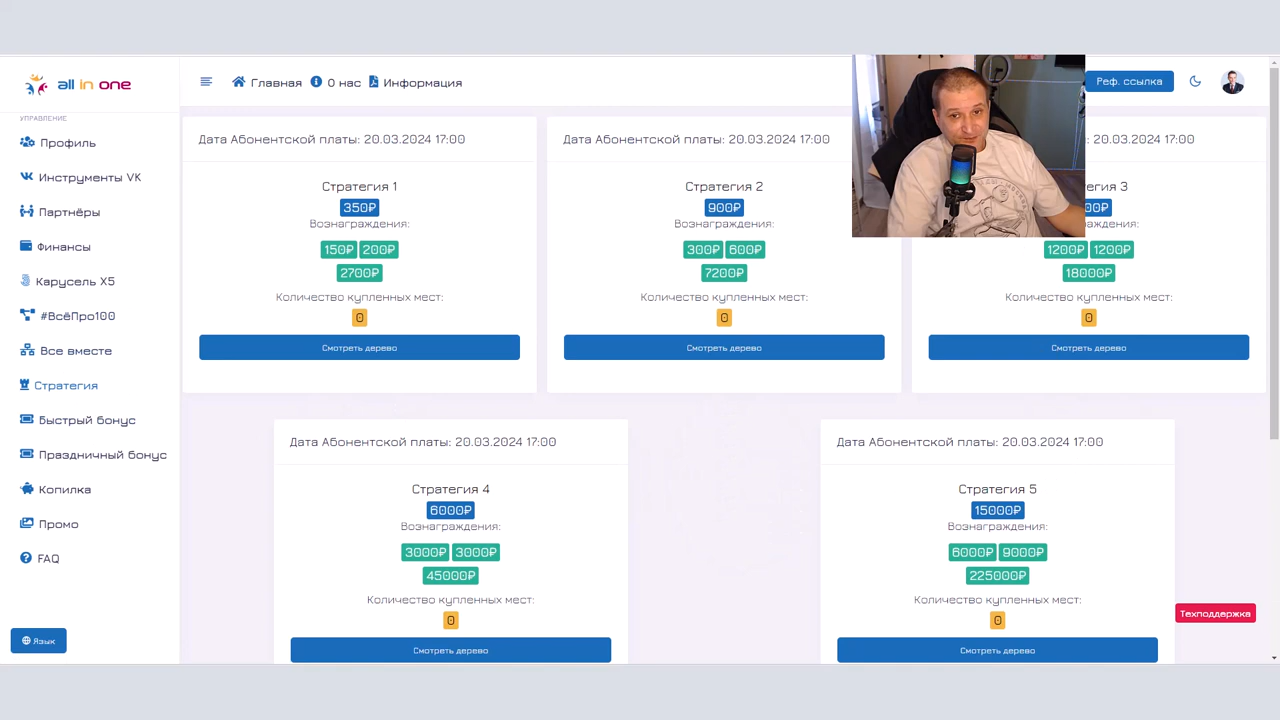 all in one
Главная
О нас
Информация
Реф. ссылка
УПРАВЛЕНИЕ
Профиль
Инструменты VK
Партнёры
Финансы
Карусель X5
#ВсёПро100
Все вместе
Стратегия
Быстрый бонус
Праздничный бонус
Копилка
Промо
FAQ
Язык
Дата Абонентской платы: 20.03.2024 17:00
Стратегия 1
350₽
Вознаграждения:
150₽ 200₽
2700₽
Количество купленных мест:
0
Смотреть дерево
Дата Абонентской платы: 20.03.2024 17:00
Стратегия 2
900₽
Вознаграждения:
300₽ 600₽
7200₽
Количество купленных мест:
0
Смотреть дерево
: 20.03.2024 17:00
3
1200₽ 1200₽
18000₽
Количество купленных мест:
0
Смотреть дерево
Дата Абонентской платы: 20.03.2024 17:00
Стратегия 4
6000₽
Вознаграждения:
3000₽ 3000₽
45000₽
Количество купленных мест:
0
Смотреть дерево
Дата Абонентской платы: 20.03.2024 17:00
Стратегия 5
15000₽
Вознаграждения:
6000₽ 9000₽
225000₽
Количество купленных мест:
0
Смотреть дерево
Техподдержка